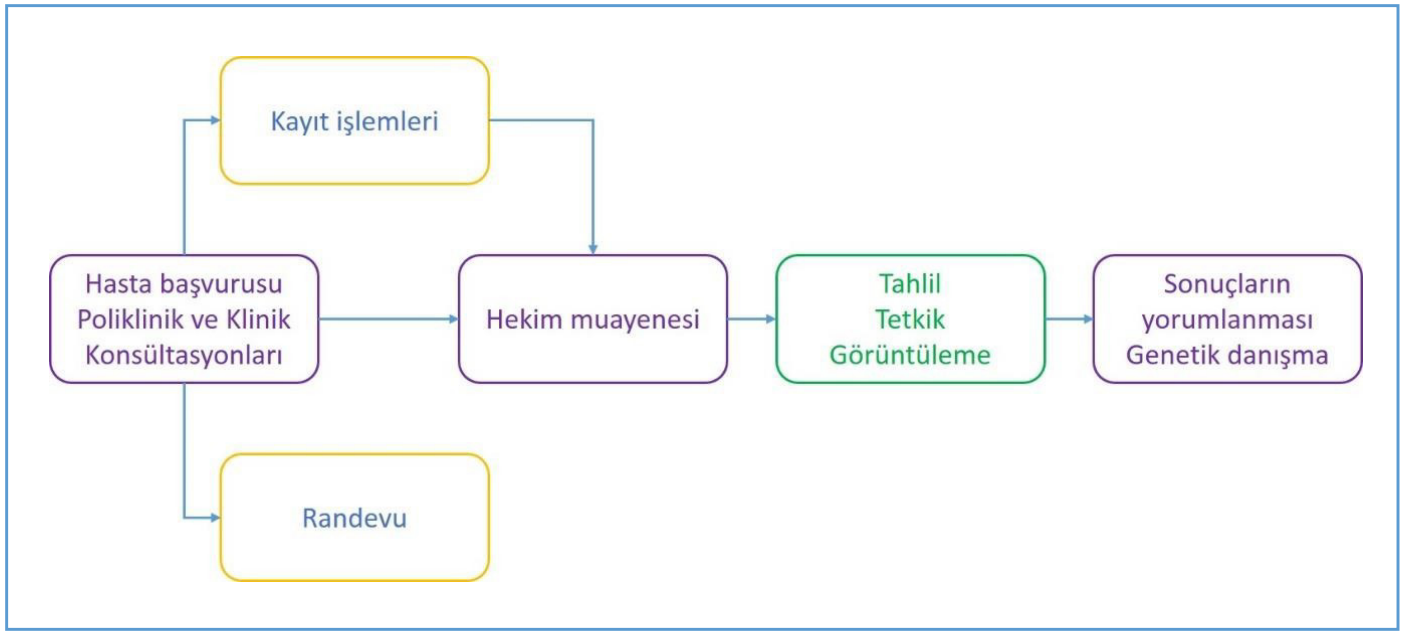 Kayıt işlemleri
Hasta başvurusu
Poliklinik ve Klinik
Konsültasyonları
Hekim muayenesi
Tahlil
Tetkik
Görüntüleme
Sonuçların
yorumlanması
Genetik danışma
Randevu